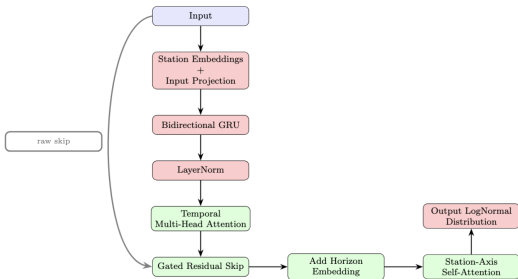 Input
Station Embeddings
+
Input Projection
Bidirectional GRU
raw skip
LayerNorm
Temporal
Multi-Head Attention
Gated Residual Skip
Add Horizon
Embedding
Station-Axis
Self-Attention
Output LogNormal
Distribution